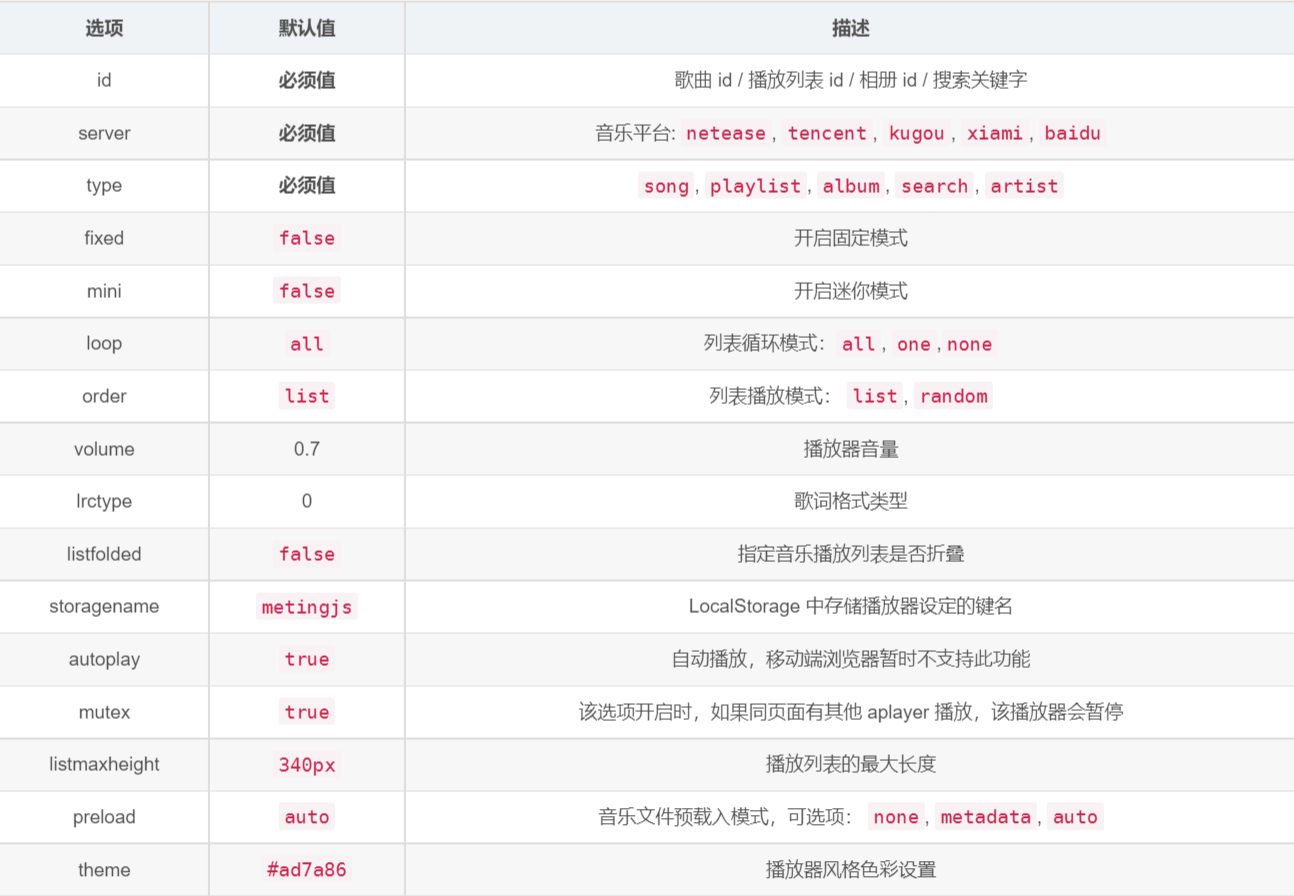 选项 默认值 描述
id 必须值 歌曲 id / 播放列表 id / 相册 id / 搜索关键字
server 必须值 音乐平台: netease, tencent, kugou, xiami, baidu
type 必须值 song, playlist, album, search, artist
fixed false 开启固定模式
mini false 开启迷你模式
loop all 列表循环模式： all, one,none
order list 列表播放模式： list, random
volume 0.7 播放器音量
lrctype 0 歌词格式类型
listfolded false 指定音乐播放列表是否折叠
storagename metingjs LocalStorage 中存储播放器设定的键名
autoplay true 自动播放，移动端浏览器暂时不支持此功能
mutex true 该选项开启时，如果同页面有其他 aplayer 播放，该播放器会暂停
listmaxheight 340px 播放列表的最大长度
preload auto 音乐文件预载入模式，可选项： none, metadata, auto
theme #ad7a86 播放器风格色彩设置